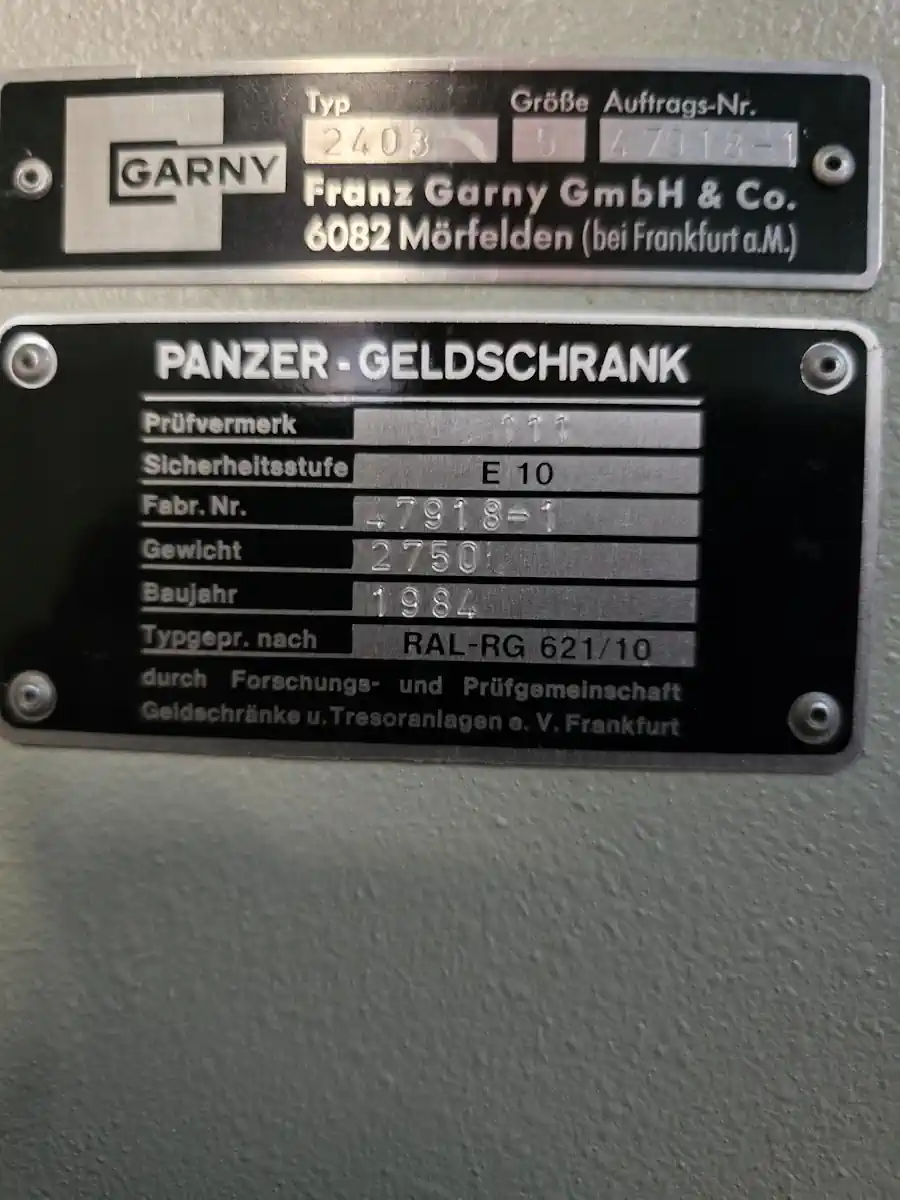 Typ Größe Auftrags-Nr.
GARNY 2403 5 47918-1
Franz Garny GmbH & Co.
6082 Mörfelden (bei Frankfurt a.M.)
PANZER-GELDSCHRANK
Prüfvermerk
Sicherheitsstufe E 10
Fabr. Nr. 47918-1
Gewicht 2750
Baujahr 1984
Typgepr. nach RAL-RG 621/10
durch Forschungs- und Prüfgemeinschaft
Geldschränke u. Tresoranlagen e. V. Frankfurt